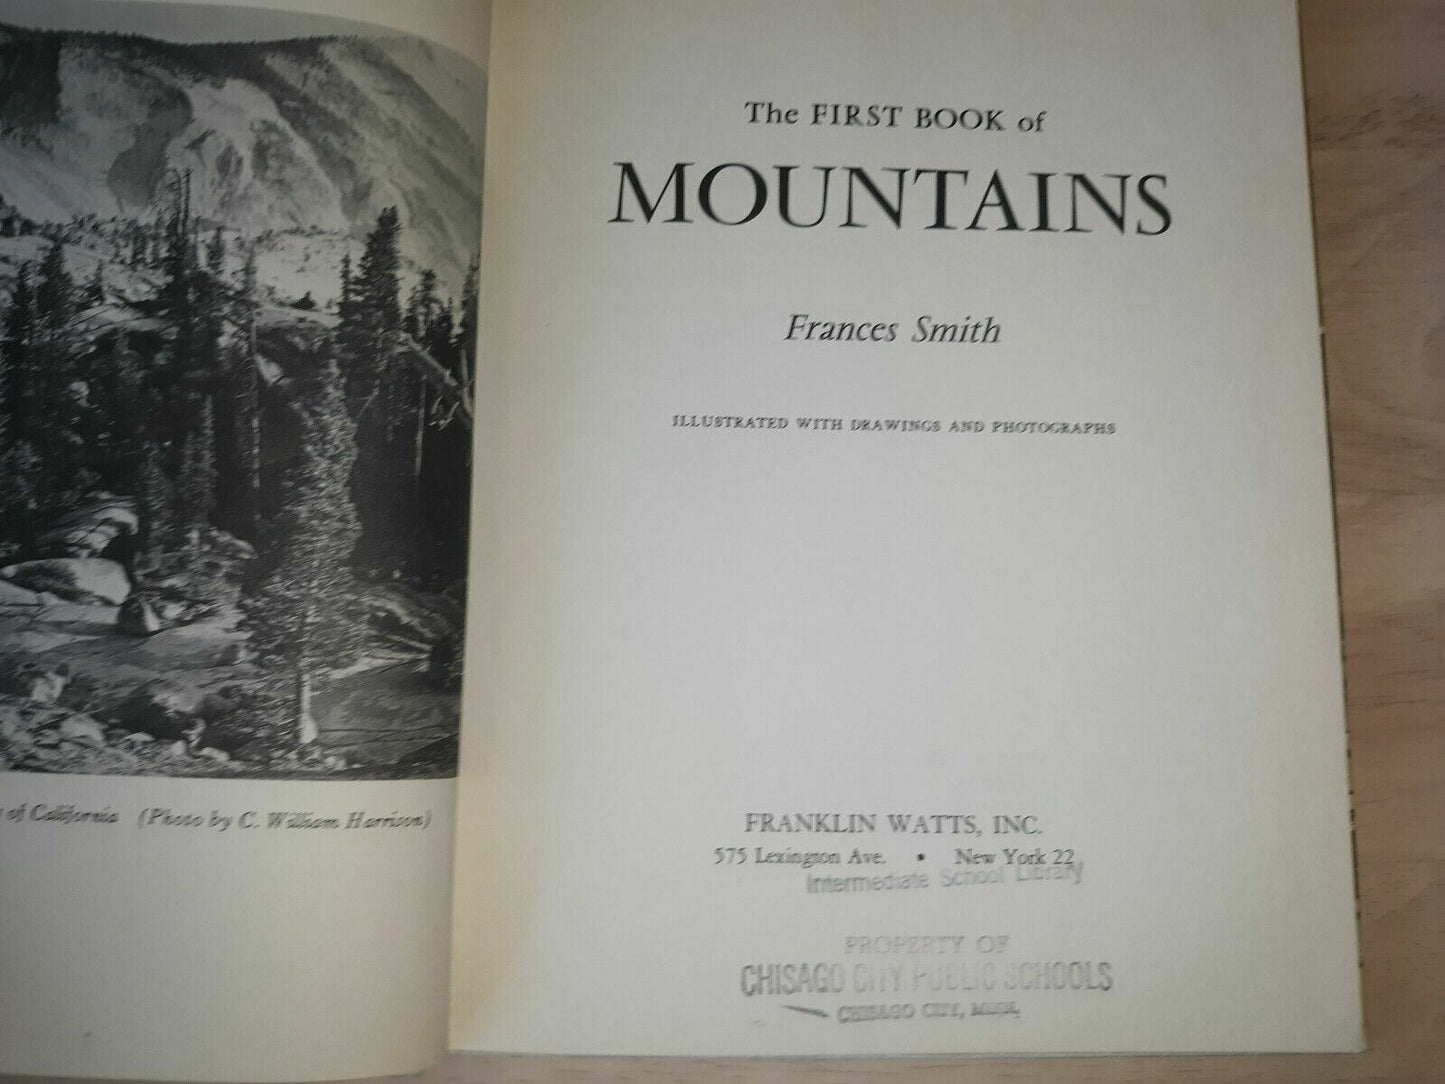 of California (Photo by C. William Harrison)
The FIRST BOOK of
MOUNTAINS
Frances Smith
ILLUSTRATED WITH DRAWINGS AND PHOTOGRAPHS
FRANKLIN WATTS, INC.
575 Lexington Ave. • New York 22
Intermediate School Library
PROPERTY OF
CHISAGO CITY PUBLIC SCHOOLS
CHISAGO CITY, MINN.